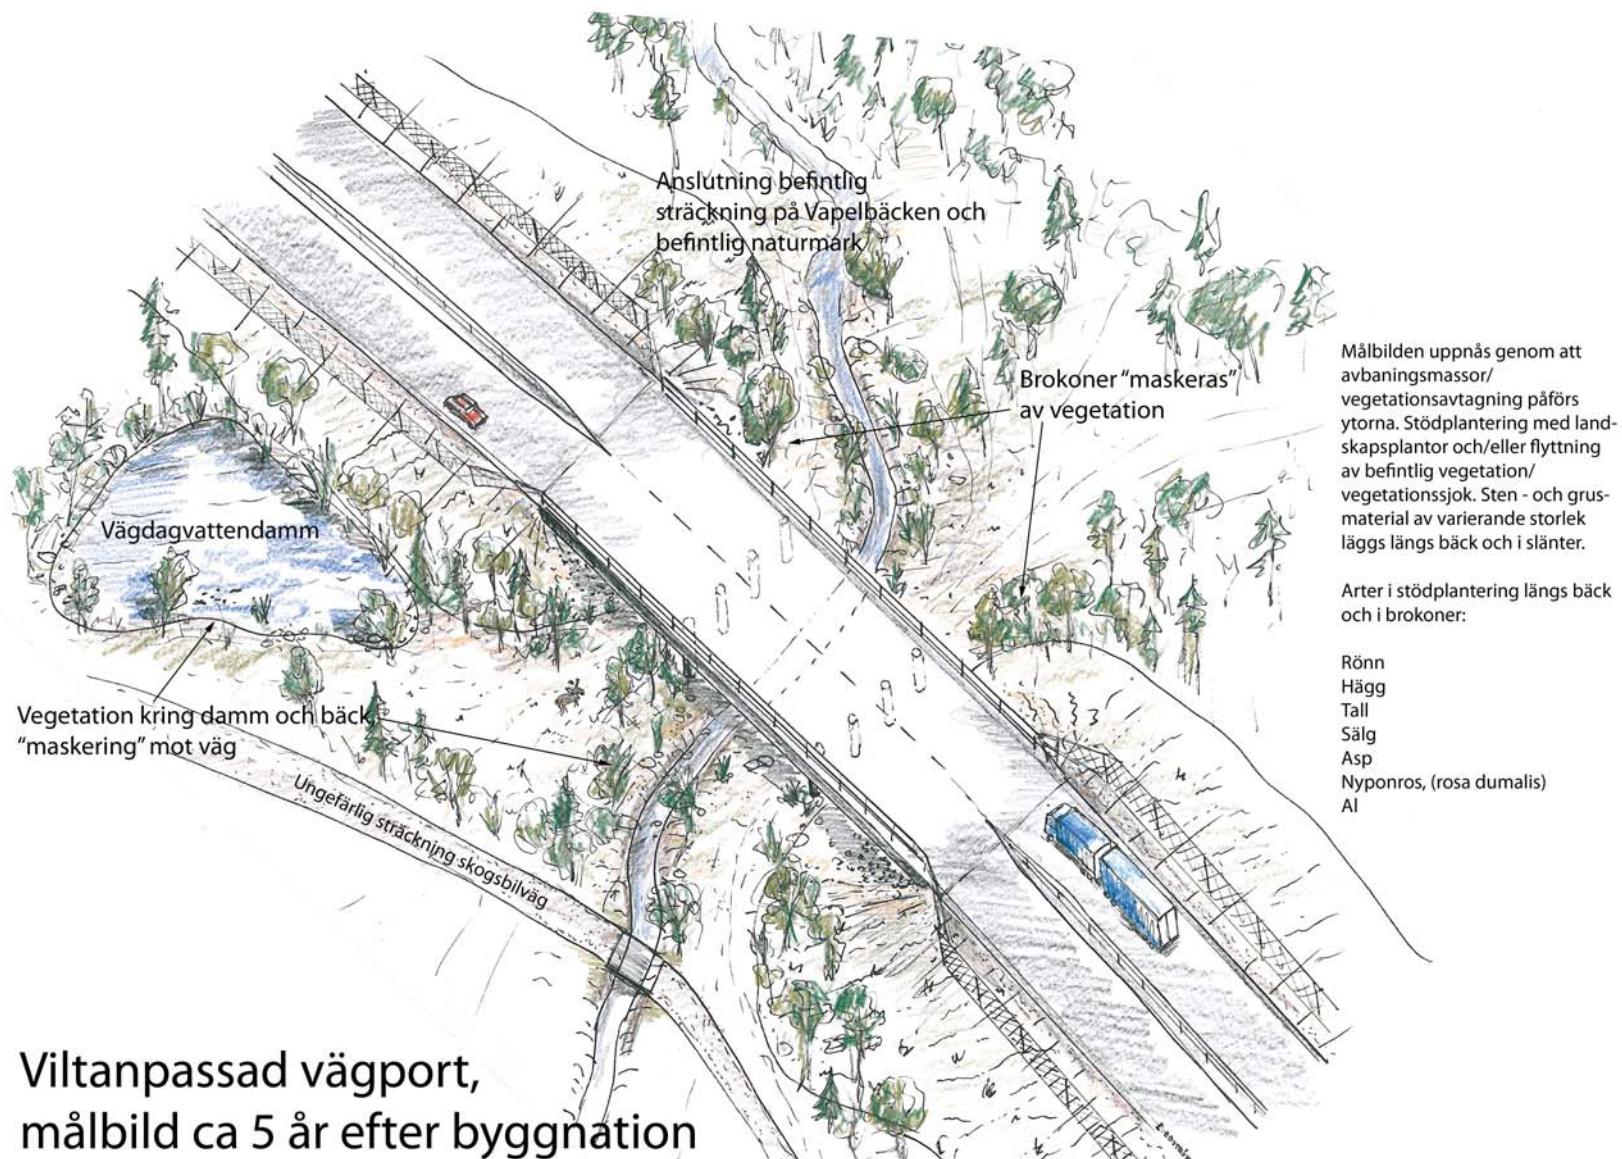 Anslutning befintlig
sträckning på Vapelbäcken och
befintlig naturmark
Brokoner "maskeras"
av vegetation
Målbilden uppnås genom att
avbaningsmassor/
vegetationsavtagning påförs
ytorna. Stödplantering med land-
skapsplantor och/eller flyttning
av befintlig vegetation/
vegetationssjok. Sten - och grus-
material av varierande storlek
läggs längs bäck och i slänter.
Arter i stödplantering längs bäck
och i brokoner:
Rönn
Hägg
Tall
Sälg
Asp
Nyponros, (rosa dumalis)
Al
Vägdagvattendamm
Vegetation kring damm och bäck,
"maskering" mot väg
Ungefärlig sträckning skogsbilväg
Viltanpassad vägport,
målbild ca 5 år efter byggnation